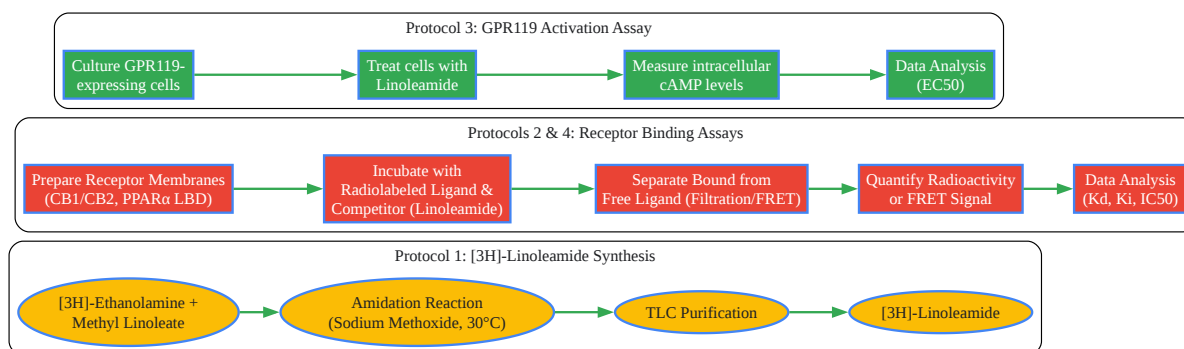 Protocol 3: GPR119 Activation Assay
Culture GPR119-
expressing cells
Treat cells with
Linoleamide
Measure intracellular
cAMP levels
Data Analysis
(EC50)
Protocols 2 & 4: Receptor Binding Assays
Prepare Receptor Membranes
(CB1/CB2, PPARα LBD)
Incubate with
Radiolabeled Ligand &
Competitor (Linoleamide)
Separate Bound from
Free Ligand (Filtration/FRET)
Quantify Radioactivity
or FRET Signal
Data Analysis
(Kd, Ki, IC50)
Protocol 1: [3H]-Linoleamide Synthesis
[3H]-Ethanolamine +
Methyl Linoleate
Amidation Reaction
(Sodium Methoxide, 30°C)
TLC Purification
[3H]-Linoleamide